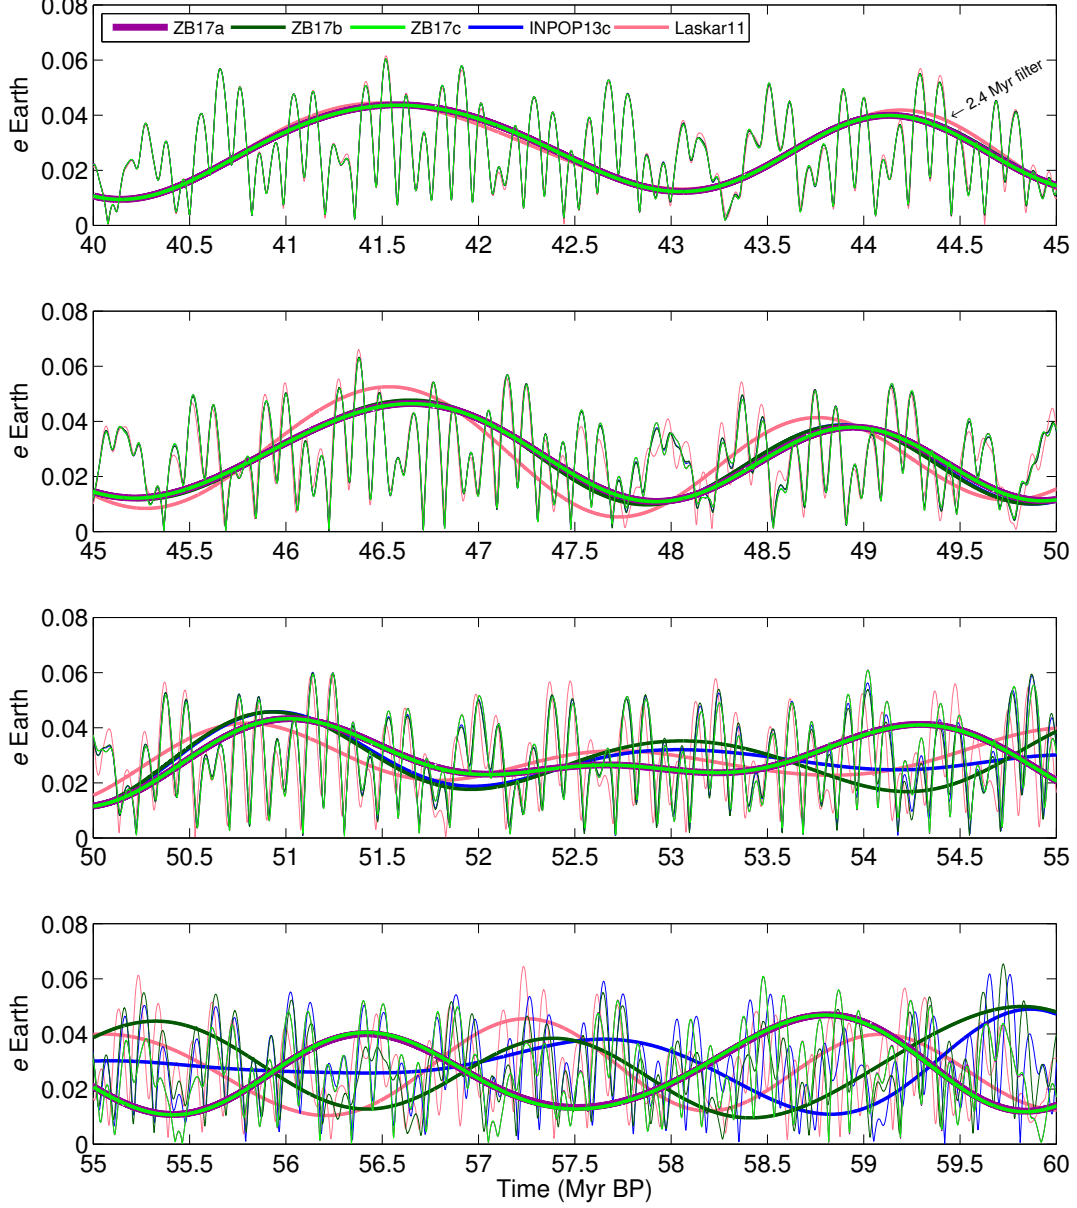 0.08
ZB17a ZB17b ZB17c INPOP13c Laskar11
0.06
← 2.4 Myr filter
e Earth
0.04
0.02
0
40 40.5 41 41.5 42 42.5 43 43.5 44 44.5 45
0.08
0.06
e Earth
0.04
0.02
0
45 45.5 46 46.5 47 47.5 48 48.5 49 49.5 50
0.08
0.06
e Earth
0.04
0.02
0
50 50.5 51 51.5 52 52.5 53 53.5 54 54.5 55
0.08
0.06
e Earth
0.04
0.02
0
55 55.5 56 56.5 57 57.5 58 58.5 59 59.5 60
Time (Myr BP)